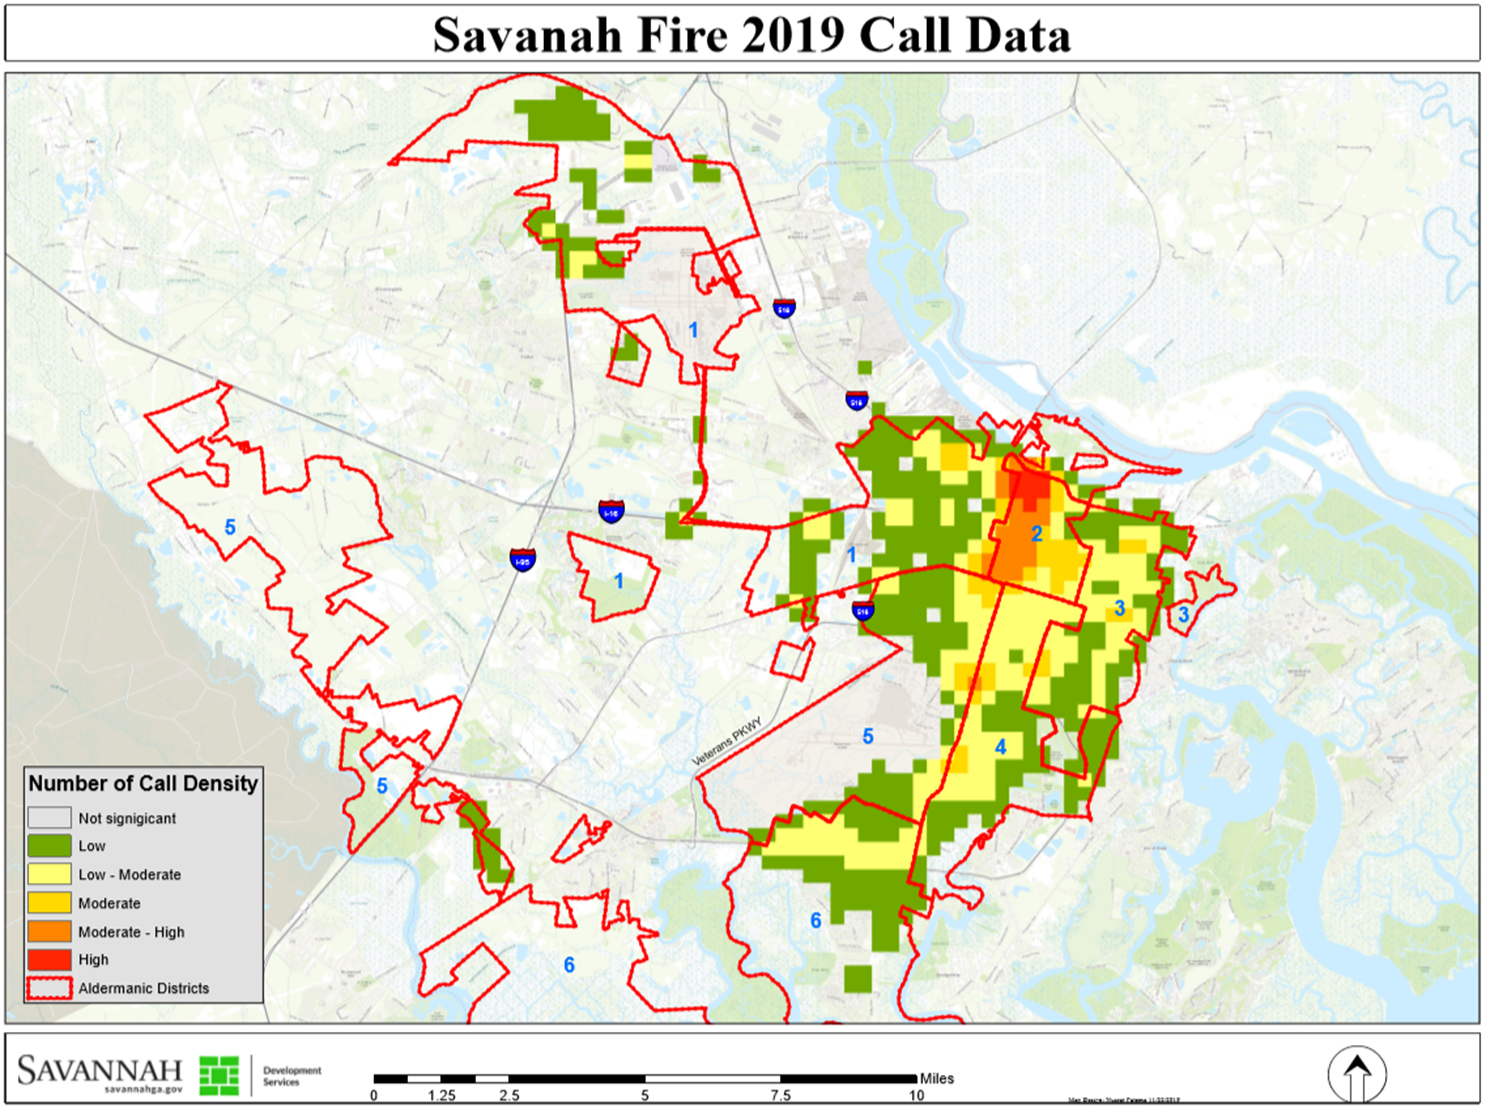 Savanah Fire 2019 Call Data
516
1
516
5
I-16
2
1
I-95
1
3
3
516
Veterans PKWY
5
4
5
Number of Call Density
Not signigicant
Low
Low - Moderate
Moderate
Moderate - High
High
Aldermanic Districts
6
6
SAVANNAH
savannahga.gov
Development
Services
Miles
0 1.25 2.5 5 7.5 10